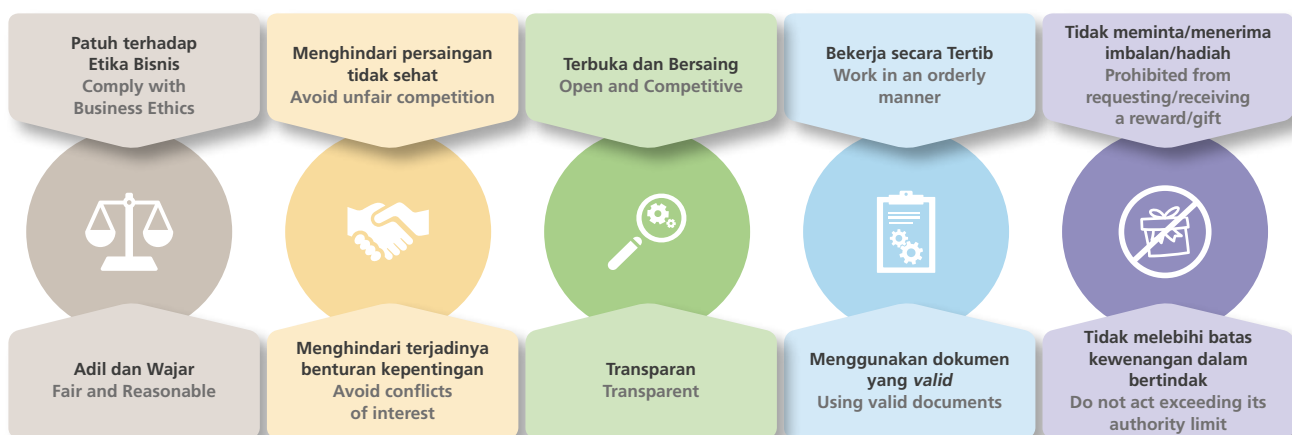 Patuh terhadap
Etika Bisnis
Comply with
Business Ethics
Menghindari persaingan
tidak sehat
Avoid unfair competition
Terbuka dan Bersaing
Open and Competitive
Bekerja secara Tertib
Work in an orderly
manner
Tidak meminta/menerima
imbalan/hadiah
Prohibited from
requesting/receiving
a reward/gift
Adil dan Wajar
Fair and Reasonable
Menghindari terjadinya
benturan kepentingan
Avoid conflicts
of interest
Transparan
Transparent
Menggunakan dokumen
yang valid
Using valid documents
Tidak melebihi batas
kewenangan dalam
bertindak
Do not act exceeding its
authority limit